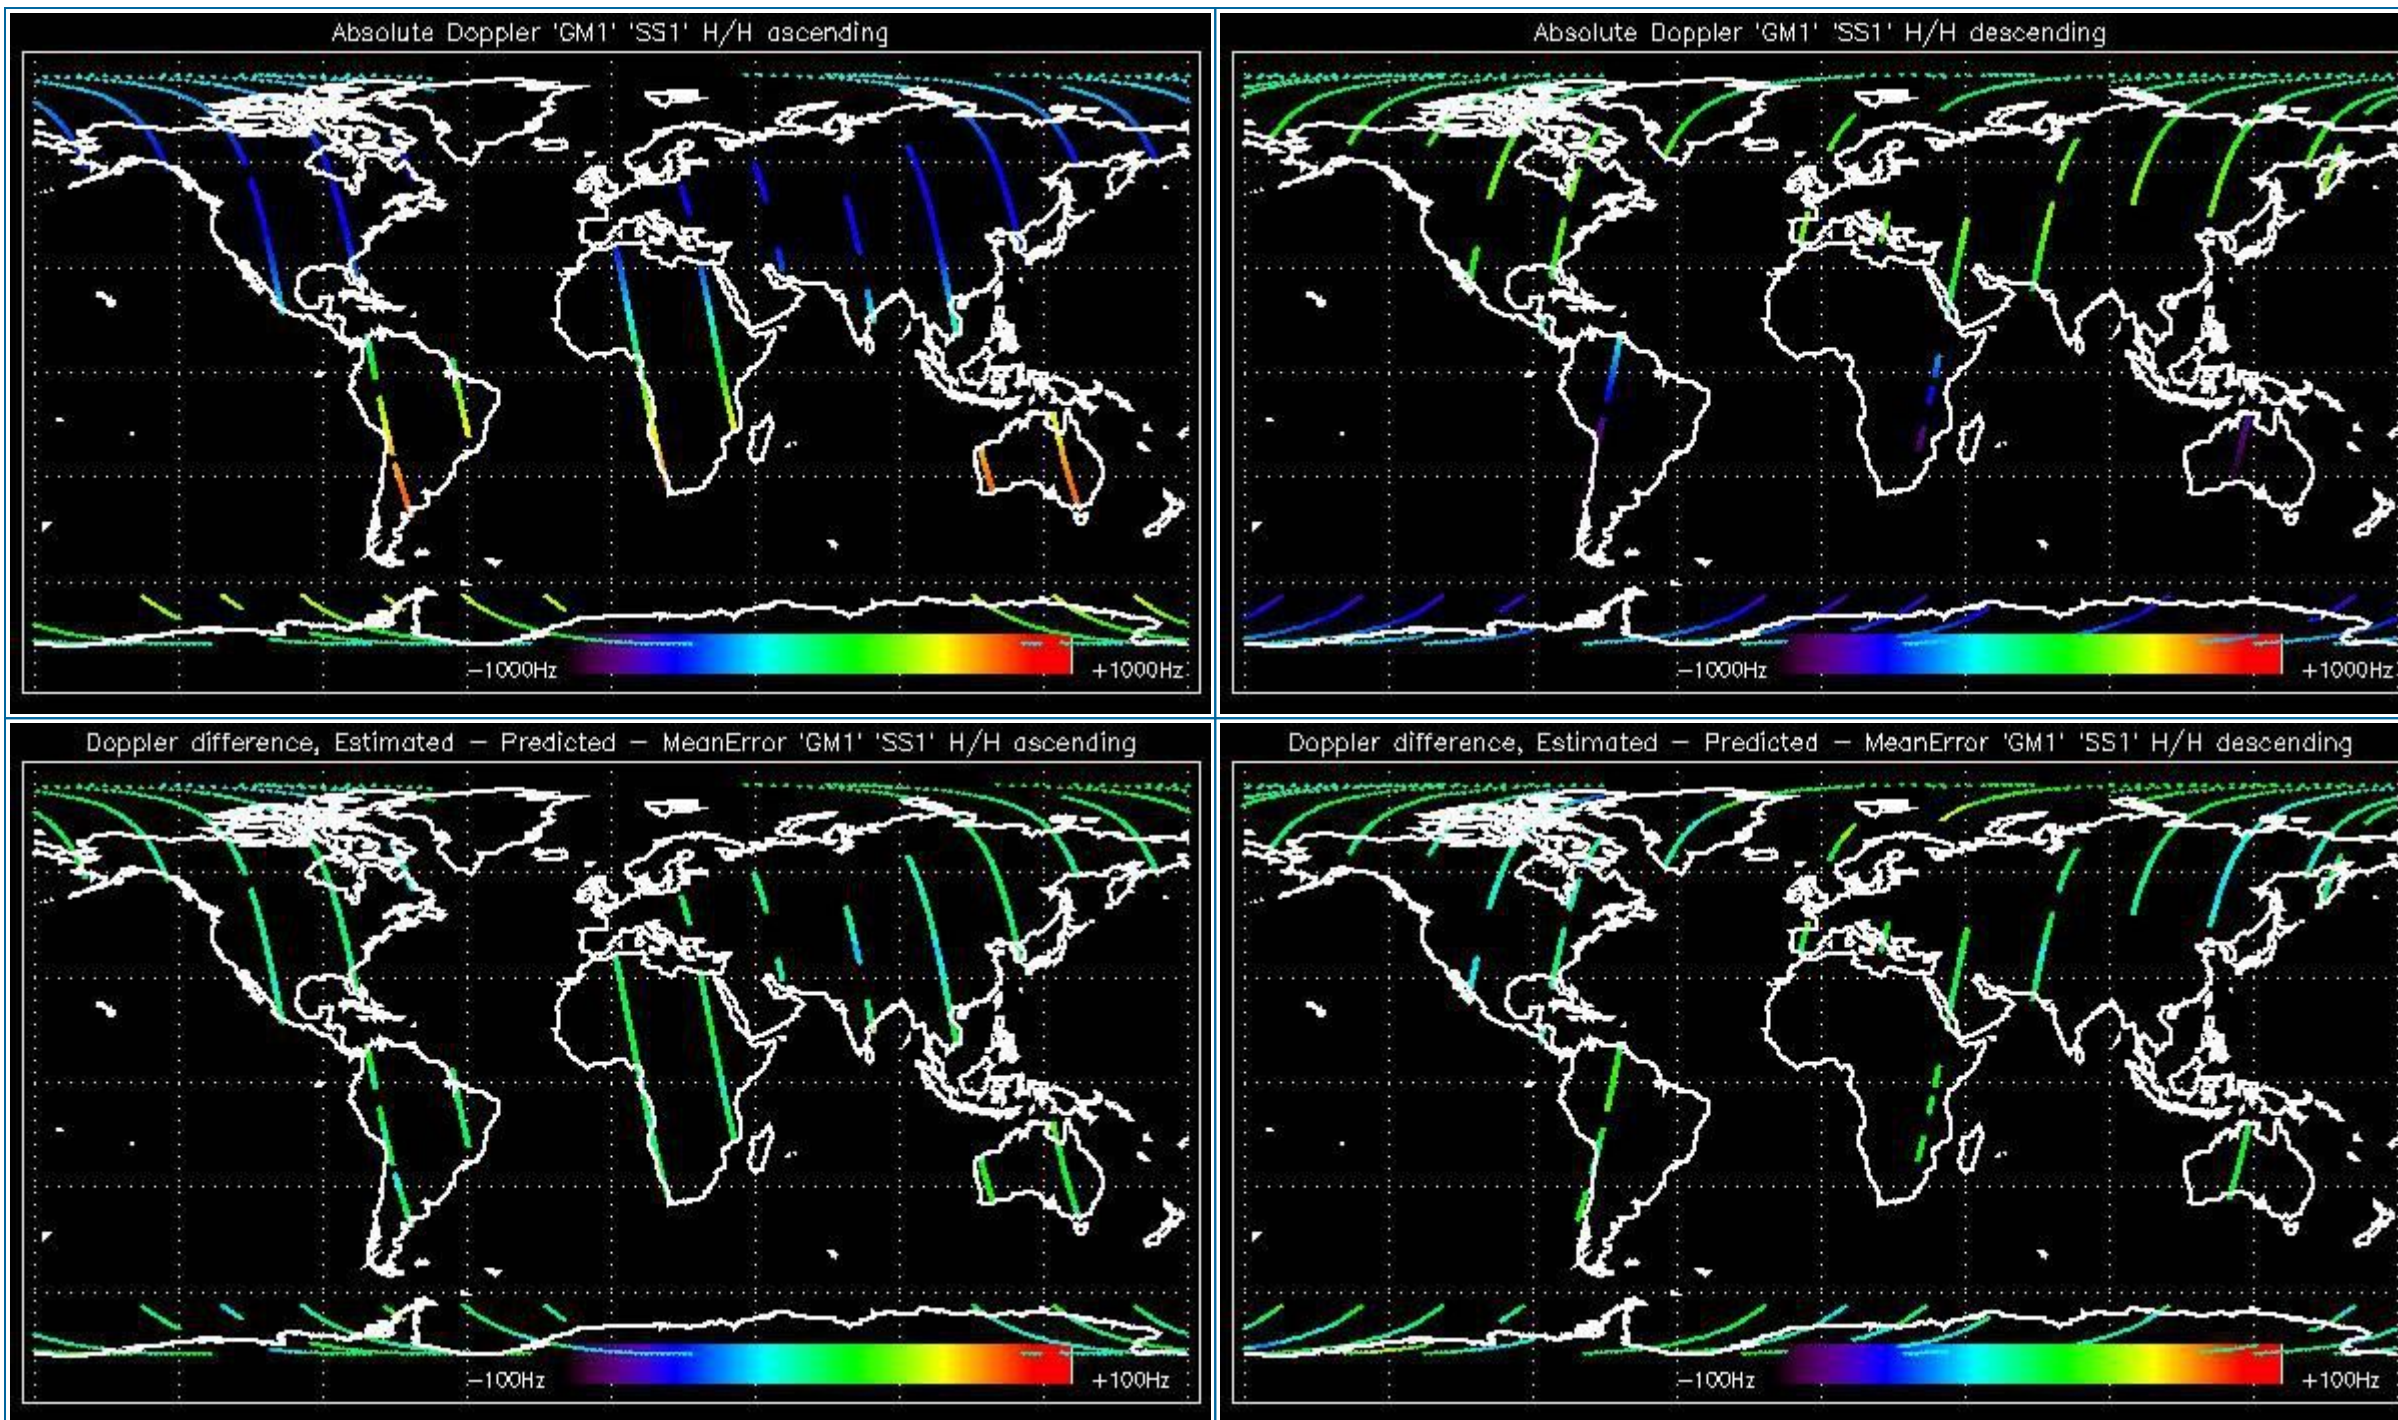 Absolute Doppler 'GM1' 'SS1' H/H ascending
-1000Hz
+1000Hz
Absolute Doppler 'GM1' 'SS1' H/H descending
-1000Hz
+1000Hz
Doppler difference, Estimated - Predicted - MeanError 'GM1' 'SS1' H/H ascending
-100Hz
+100Hz
Doppler difference, Estimated - Predicted - MeanError 'GM1' 'SS1' H/H descending
-100Hz
+100Hz